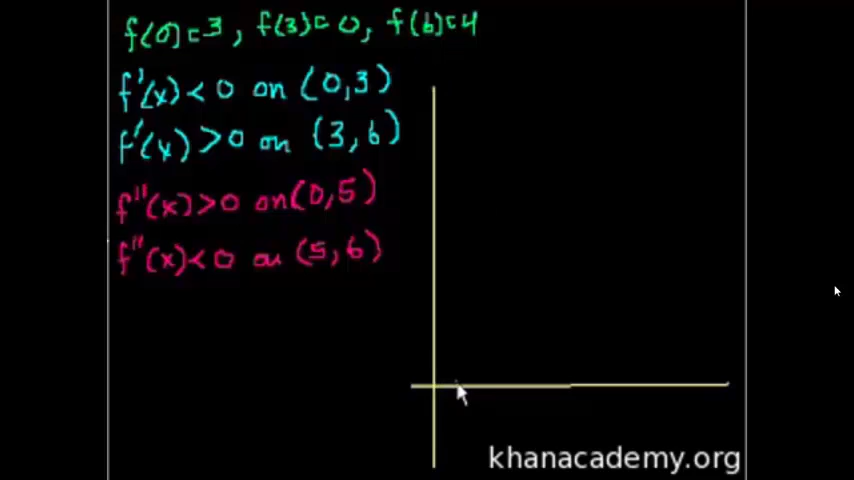 f(0)=3, f(3)=0, f(6)=4
f'(x)<0 on (0,3)
f'(x)>0 on (3,6)
f''(x)>0 on (0,5)
f''(x)<0 on (5,6)
khanacademy.org